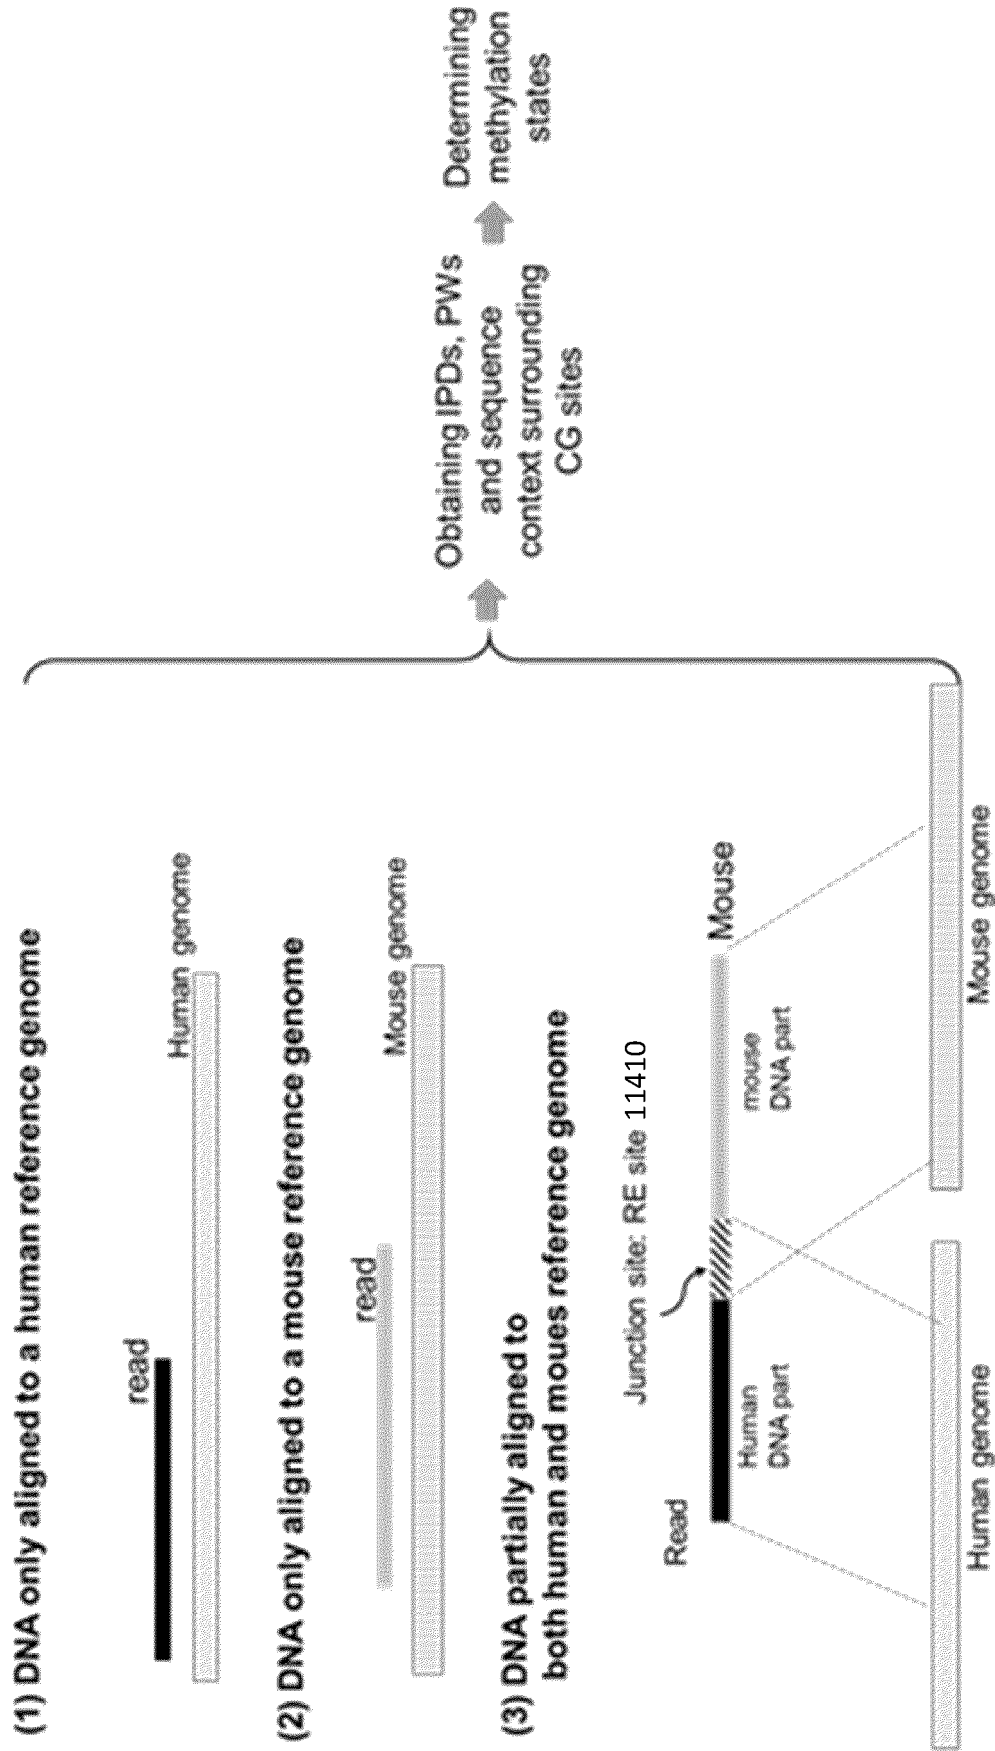 (1) DNA only aligned to a human reference genome
read
Human genome
(2) DNA only aligned to a mouse reference genome
read
Mouse genome
(3) DNA partially aligned to
both human and moues reference genome
Junction site: RE site 11410
Read
Mouse
Human
DNA part
mouse
DNA part
Human genome
Mouse genome
Obtaining IPDs, PWs
and sequence
context surrounding
CG sites
Determining
methylation
states